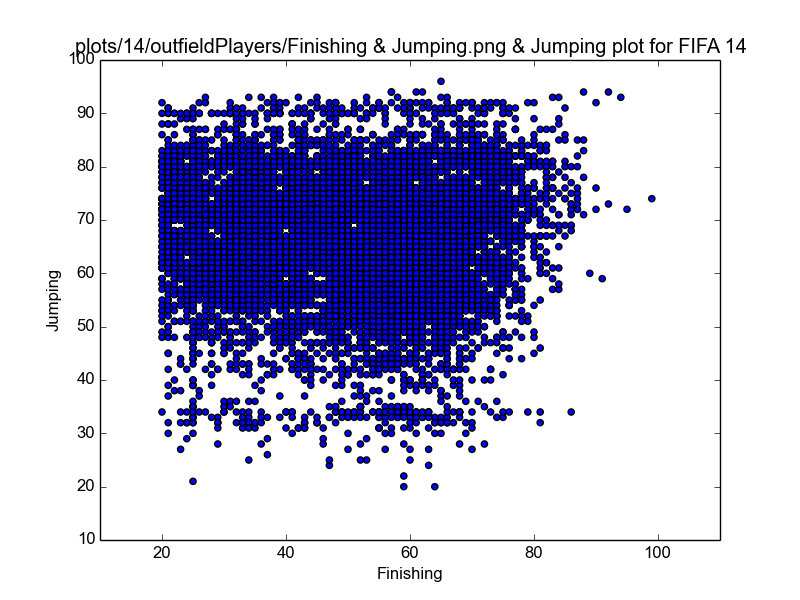 plots/14/outfieldPlayers/Finishing & Jumping.png & Jumping plot for FIFA 14
100
90
80
70
60
50
40
30
20
10
Jumping
20 40 60 80 100
Finishing